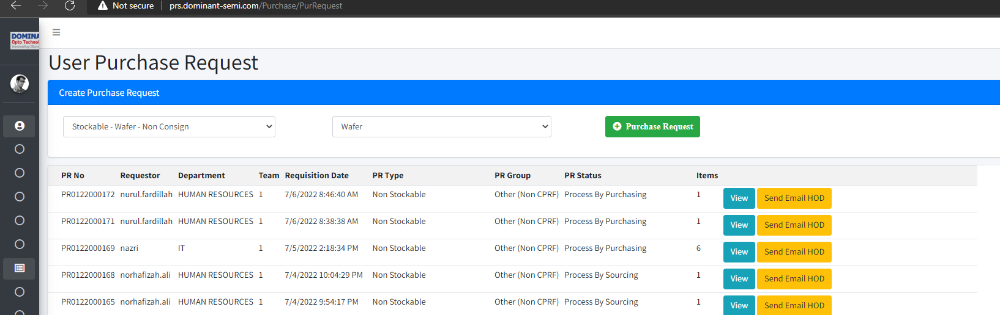 Not secure prs.dominant-semi.com/Purchase/PurRequest
DOMINA
Opto Technol
User Purchase Request
Create Purchase Request
Stockable - Wafer - Non Consign Wafer Purchase Request
PR No Requestor Department Team Requisition Date PR Type PR Group PR Status Items
PR0122000172 nurul.fardillah HUMAN RESOURCES 1 7/6/2022 8:46:40 AM Non Stockable Other (Non CPRF) Process By Purchasing 1 View Send Email HOD
PR0122000171 nurul.fardillah HUMAN RESOURCES 1 7/6/2022 8:38:38 AM Non Stockable Other (Non CPRF) Process By Purchasing 1 View Send Email HOD
PR0122000169 nazri IT 1 7/5/2022 2:18:34 PM Non Stockable Other (Non CPRF) Process By Purchasing 6 View Send Email HOD
PR0122000168 norhafizah.ali HUMAN RESOURCES 1 7/4/2022 10:04:29 PM Non Stockable Other (Non CPRF) Process By Sourcing 1 View Send Email HOD
PR0122000165 norhafizah.ali HUMAN RESOURCES 1 7/4/2022 9:54:17 PM Non Stockable Other (Non CPRF) Process By Sourcing 1 View Send Email HOD